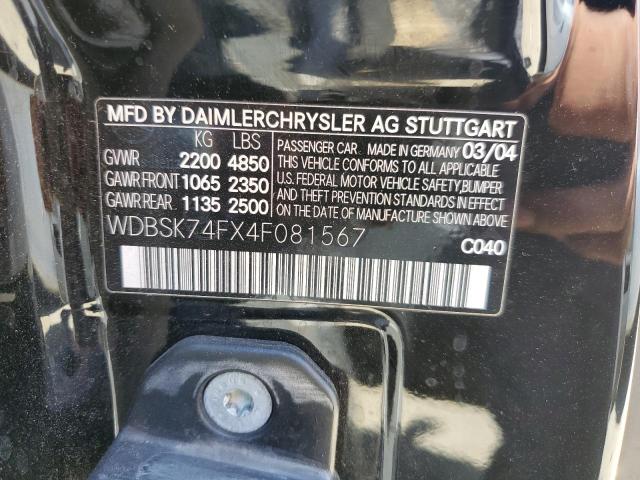 MFD BY DAIMLERCHRYSLER AG STUTTGART
KG LBS
GVWR 2200 4850
GAWR FRONT 1065 2350
GAWR REAR. 1135 2500
PASSENGER CAR. MADE IN GERMANY 03/04
THIS VEHICLE CONFORMS TO ALL APPLICABLE
U.S. FEDERAL MOTOR VEHICLE SAFETY,BUMPER
AND THEFT PREVENTION STANDARDS IN EFFECT
ON THE DATE OF MANUFACTURE SHOWN ABOVE.
WDBSK74FX4F081567
C040